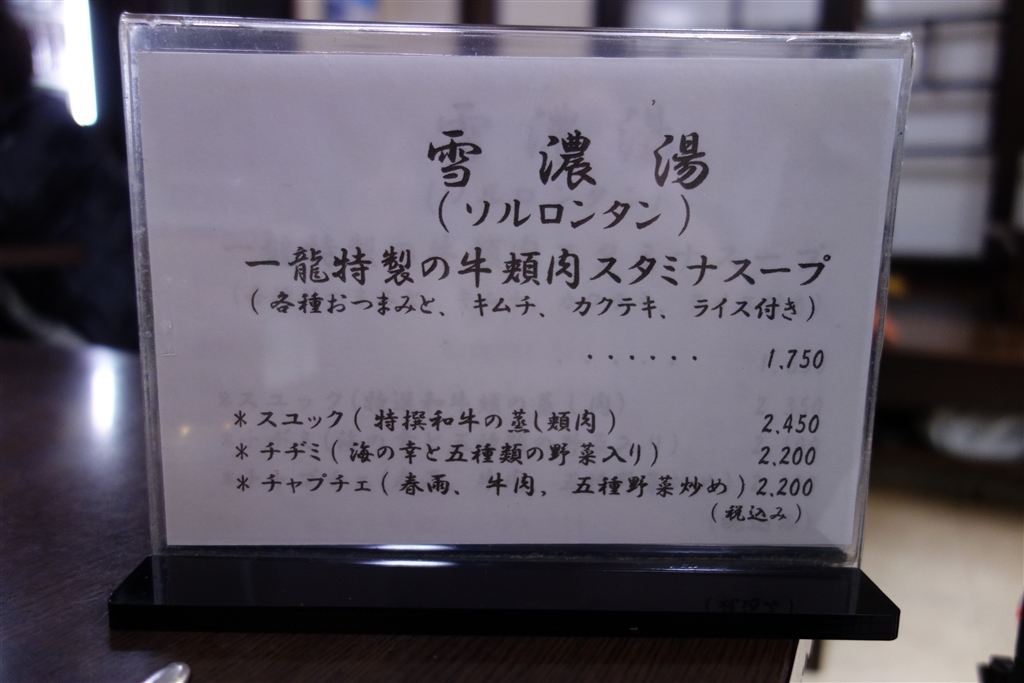 雪濃湯
(ソルロンタン)
一龍特製の牛頬肉スタミナスープ
(各種おつまみと、キムチ、カクテキ、ライス付き)
・・・・・・ 1,750
＊スユック(特撰和牛の蒸し頬肉) 2,450
＊チヂミ(海の幸と五種類の野菜入り) 2,200
＊チャプチェ(春雨、牛肉，五種野菜炒め) 2,200
(税込み)